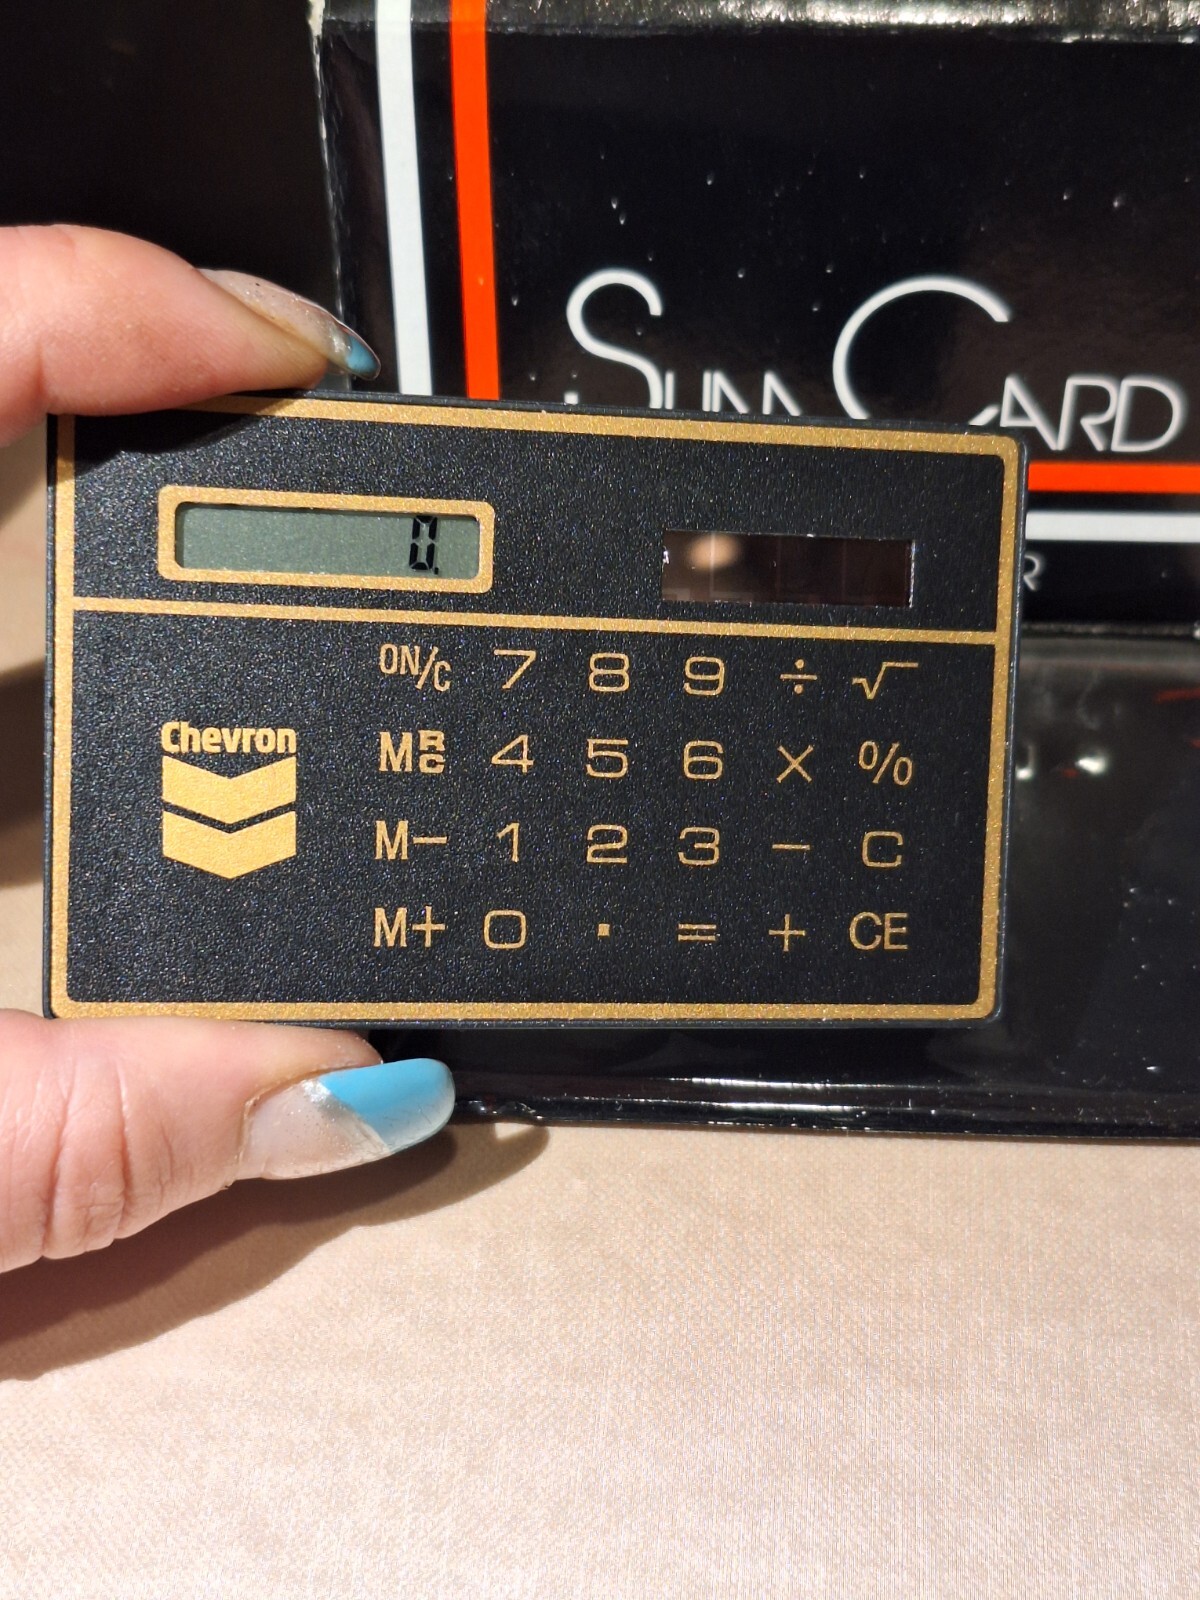 SUN CARD
R
0.
ON/C 7 8 9 ÷ √
Chevron
MRC 4 5 6 × %
M− 1 2 3 − C
M+ 0 . = + CE